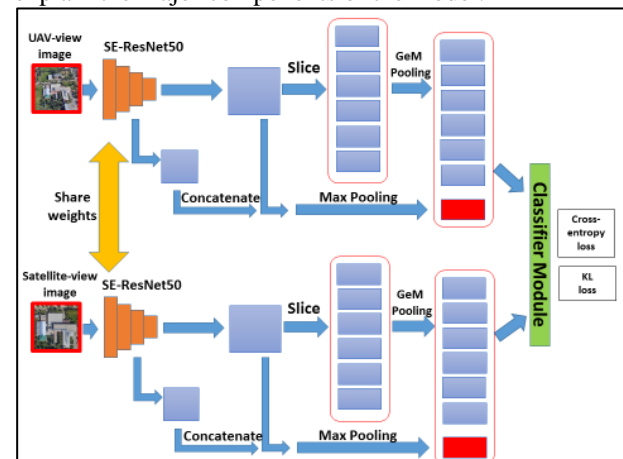 UAV-view
image
SE-ResNet50
Slice
GeM
Pooling
Concatenate
Max Pooling
Share
weights
Satellite-view
image
SE-ResNet50
Slice
GeM
Pooling
Concatenate
Max Pooling
Classifier Module
Cross-
entropy
loss
KL
loss